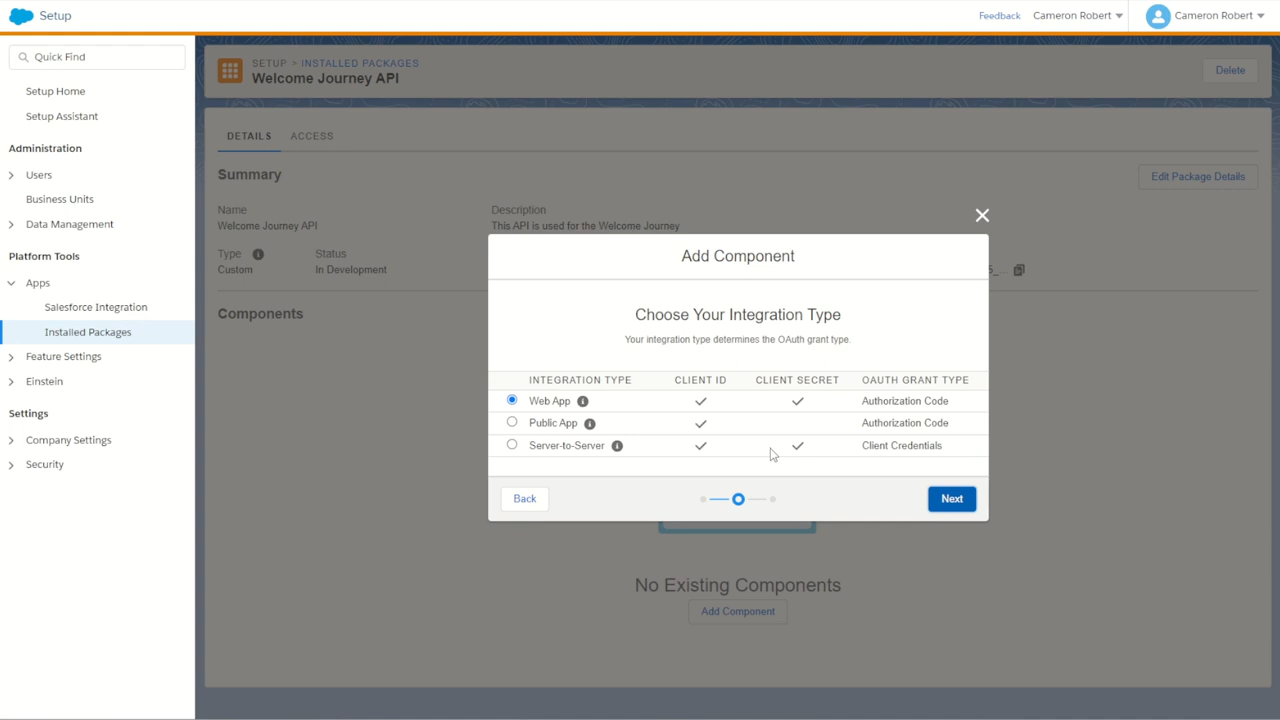 Setup
Feedback
Cameron Robert
Cameron Robert
Quick Find
Setup Home
Setup Assistant
Administration
Users
Business Units
Data Management
Platform Tools
Apps
Salesforce Integration
Installed Packages
Feature Settings
Einstein
Settings
Company Settings
Security
SETUP > INSTALLED PACKAGES
Welcome Journey API
Delete
DETAILS ACCESS
Summary
Edit Package Details
Name Description
Welcome Journey API This API is used for the Welcome Journey
Type Status
Custom In Development
Components
Add Component
Choose Your Integration Type
Your integration type determines the OAuth grant type.
INTEGRATION TYPE CLIENT ID CLIENT SECRET OAUTH GRANT TYPE
Web App Authorization Code
Public App Authorization Code
Server-to-Server Client Credentials
Back Next
No Existing Components
Add Component